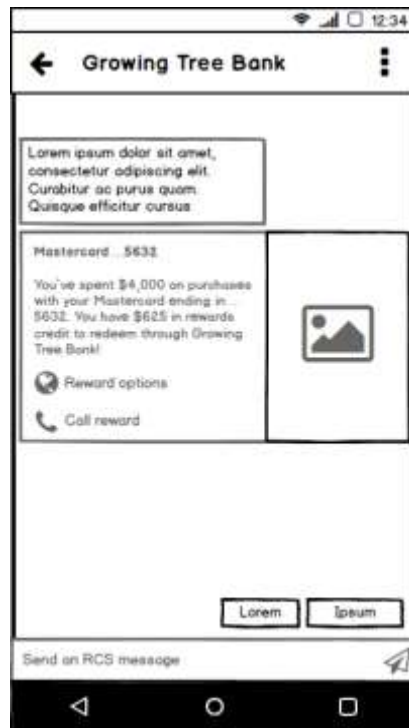 12:34
Growing Tree Bank
Lorem ipsum dolor sit amet,
consectetur adipiscing elit.
Curabitur ac purus quam.
Quisque efficitur cursus
Mastercard ...5632
You've spent $4,000 on purchases
with your Mastercard ending in ...
5632. You have $625 in rewards
credit to redeem through Growing
Tree Bank!
Reward options
Call reward
Lorem
Ipsum
Send an RCS message